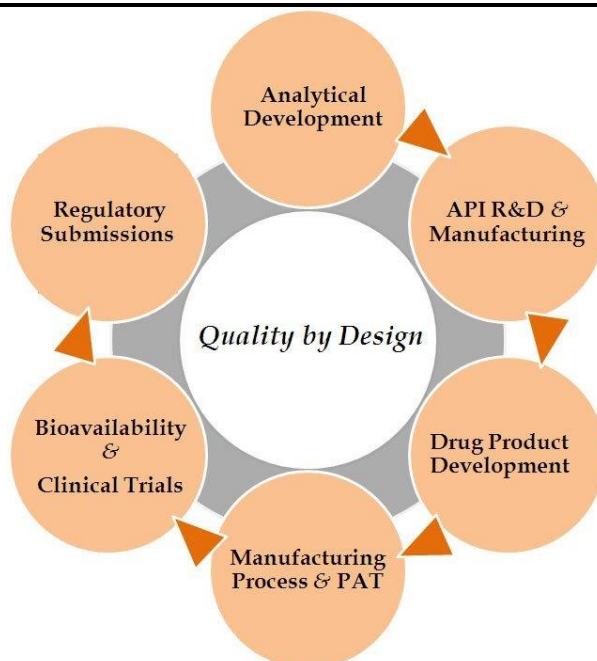 Analytical
Development
API R&D &
Manufacturing
Drug Product
Development
Manufacturing
Process & PAT
Bioavailability
&
Clinical Trials
Regulatory
Submissions
Quality by Design